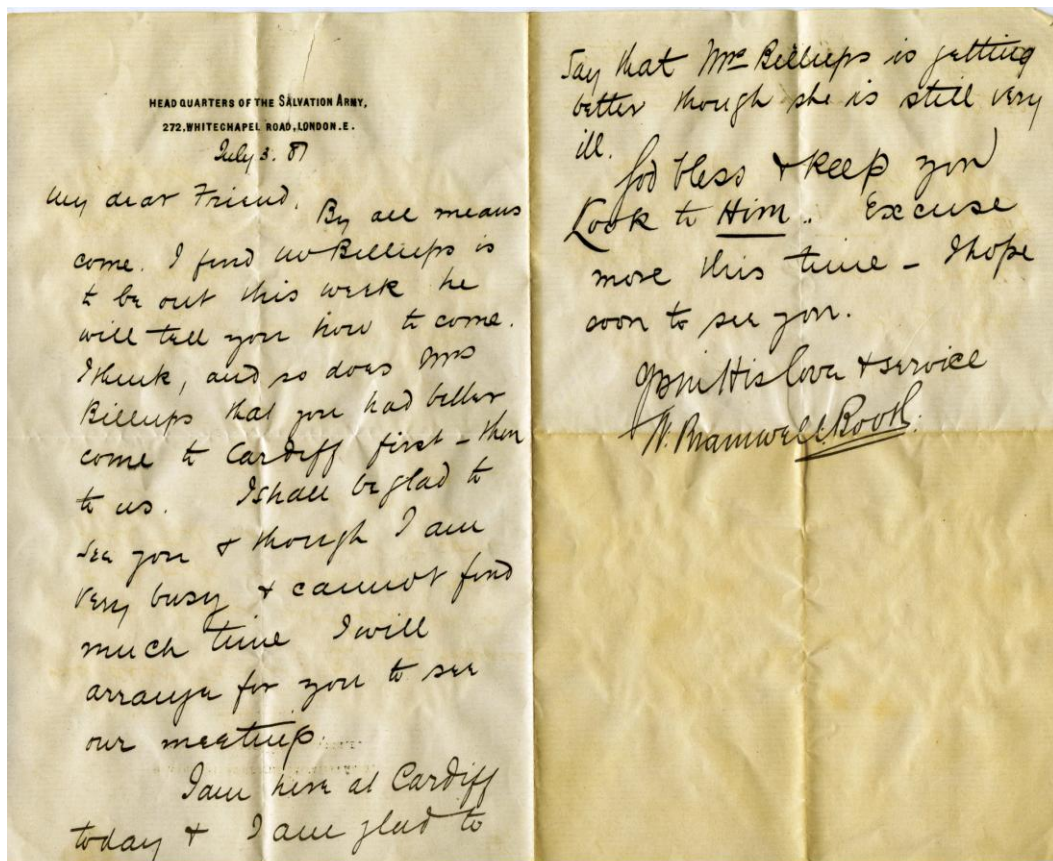 HEAD QUARTERS OF THE SALVATION ARMY,
272, WHITECHAPEL ROAD, LONDON. E.
July 3. 81
My dear Friend. By all means
come. I find Mr Billups is
to be out this week he
will tell you how to come.
I think, and so does Mrs
Billups that you had better
come to Cardiff first – then
to us. I shall be glad to
see you & though I am
very busy & cannot find
much time I will
arrange for you to see
our meetings.
I am here at Cardiff
today & I am glad to
say that Mrs Billups is getting
better though she is still very
ill.
God bless & keep you
Look to Him. Excuse
more this time – I hope
soon to see you.
in His love & service
W. Bramwell Booth.